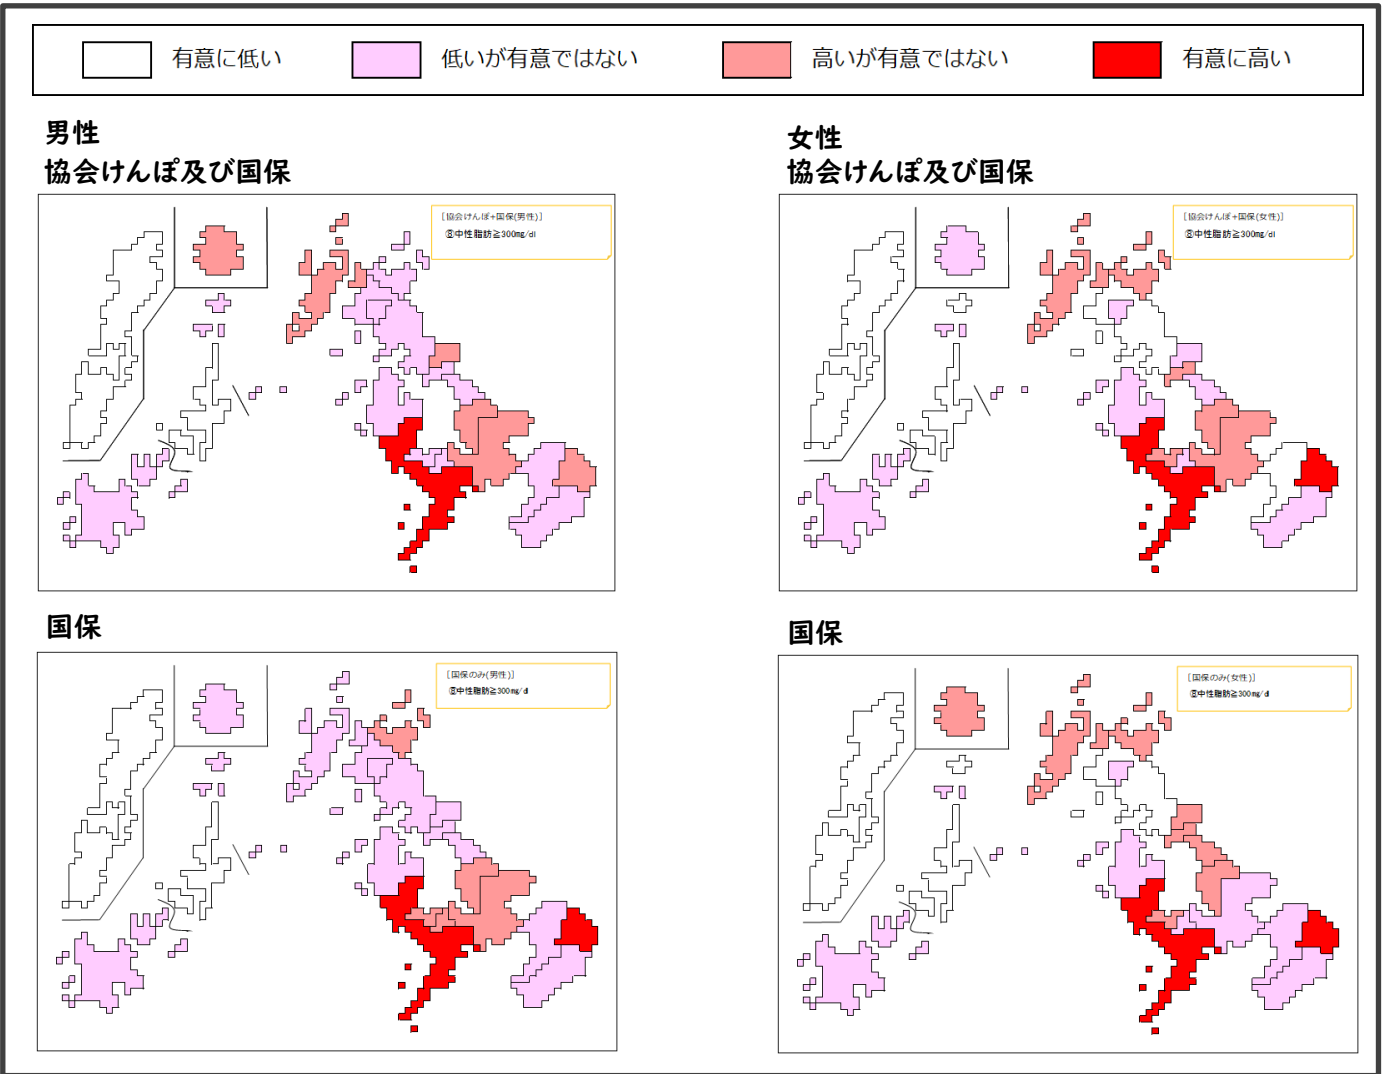 有意に低い
低いが有意ではない
高いが有意ではない
有意に高い
男性
協会けんぽ及び国保
女性
協会けんぽ及び国保
［協会けんぽ+国保(男性)］
⑧中性脂肪≧300mg/dl
［協会けんぽ+国保(女性)］
⑧中性脂肪≧300mg/dl
国保
国保
［国保のみ(男性)］
⑧中性脂肪≧300mg/dl
［国保のみ(女性)］
⑧中性脂肪≧300mg/dl